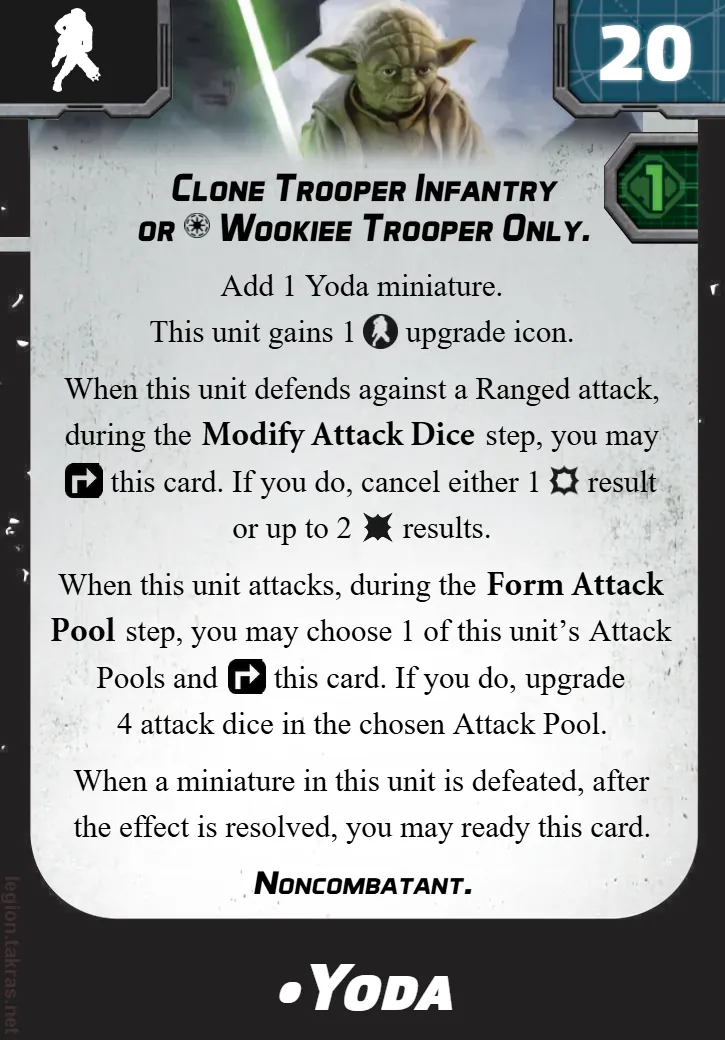 20
1
CLONE TROOPER INFANTRY
OR WOOKIEE TROOPER ONLY.
Add 1 Yoda miniature.
This unit gains 1 upgrade icon.
When this unit defends against a Ranged attack,
during the Modify Attack Dice step, you may
this card. If you do, cancel either 1 result
or up to 2 results.
When this unit attacks, during the Form Attack
Pool step, you may choose 1 of this unit's Attack
Pools and this card. If you do, upgrade
4 attack dice in the chosen Attack Pool.
When a miniature in this unit is defeated, after
the effect is resolved, you may ready this card.
NONCOMBATANT.
•YODA
legion.takras.net